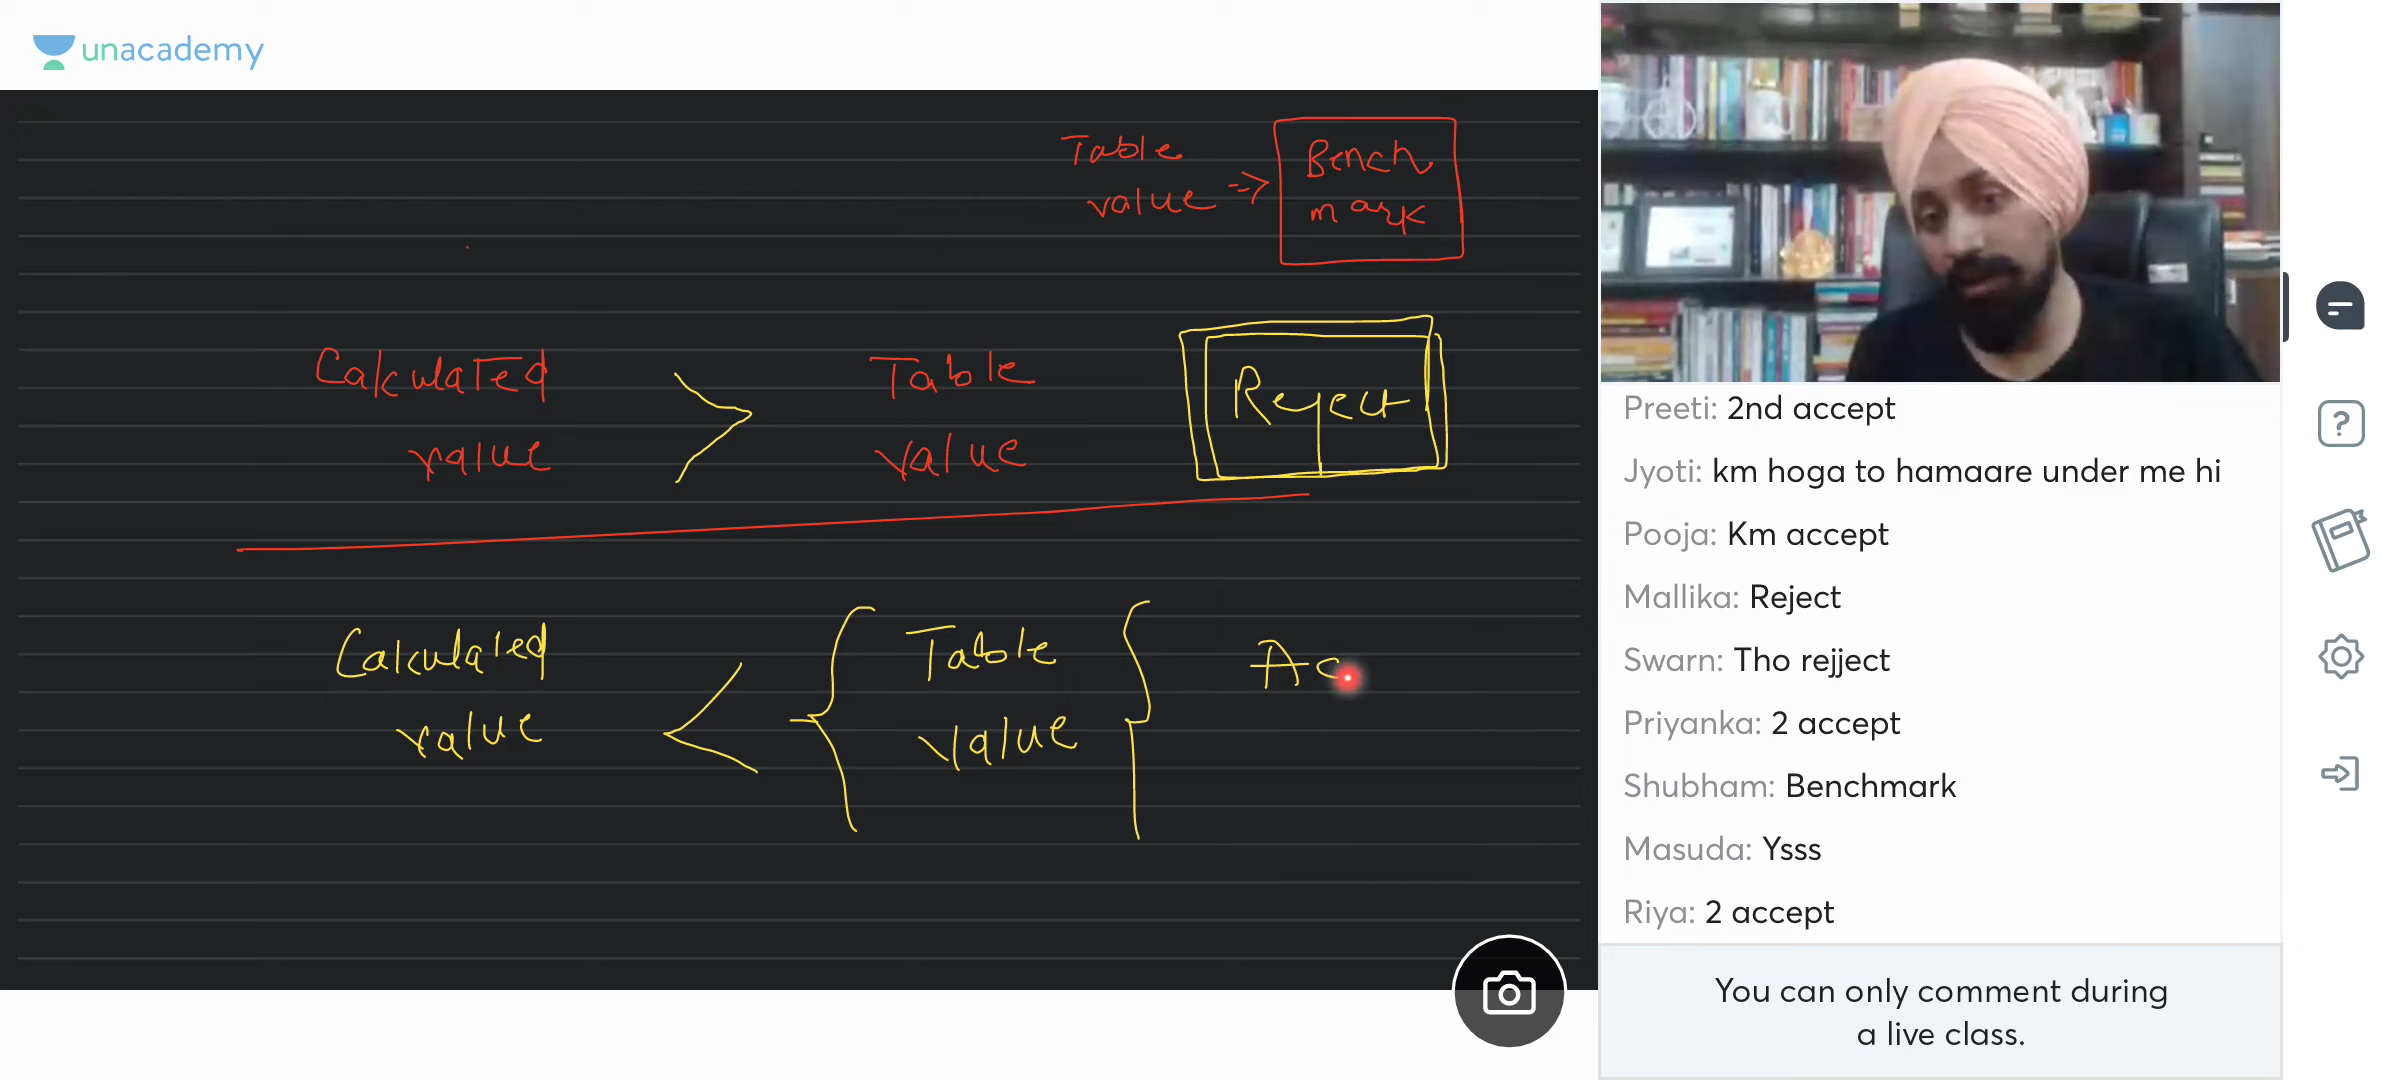 unacademy
Table
value => Bench
mark
Calculated
value
>
Table
value
Reject
Calculated
value
<
Table
value
Ac
Preeti: 2nd accept
Jyoti: km hoga to hamaare under me hi
Pooja: Km accept
Mallika: Reject
Swarn: Tho rejject
Priyanka: 2 accept
Shubham: Benchmark
Masuda: Ysss
Riya: 2 accept
You can only comment during
a live class.